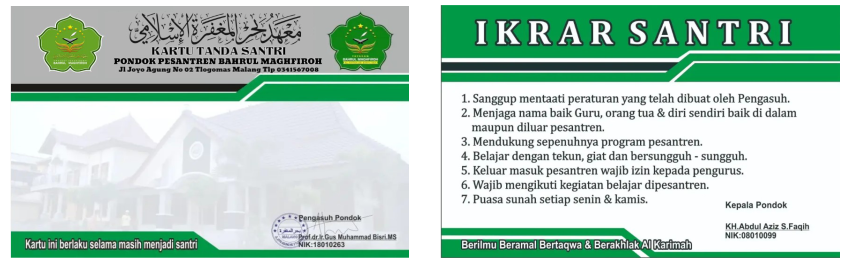 معهد بحر المغفرة الإسلامي
KARTU TANDA SANTRI
PONDOK PESANTREN BAHRUL MAGHFIROH
Jl Joyo Agung No 02 Tlogomas Malang Tlp 0341567008
Pengasuh Pondok
Prof.dr.Ir.Gus Muhammad Bisri.MS
NIK:18010263
Kartu ini berlaku selama masih menjadi santri
IKRAR SANTRI
1. Sanggup mentaati peraturan yang telah dibuat oleh Pengasuh.
2. Menjaga nama baik Guru, orang tua & diri sendiri baik di dalam
maupun diluar pesantren.
3. Mendukung sepenuhnya program pesantren.
4. Belajar dengan tekun, giat dan bersungguh - sungguh.
5. Keluar masuk pesantren wajib izin kepada pengurus.
6. Wajib mengikuti kegiatan belajar dipesantren.
7. Puasa sunah setiap senin & kamis.
Kepala Pondok
KH.Abdul Aziz S.Faqih
NIK:08010099
Berilmu Beramal Bertaqwa & Berakhlak Al Karimah